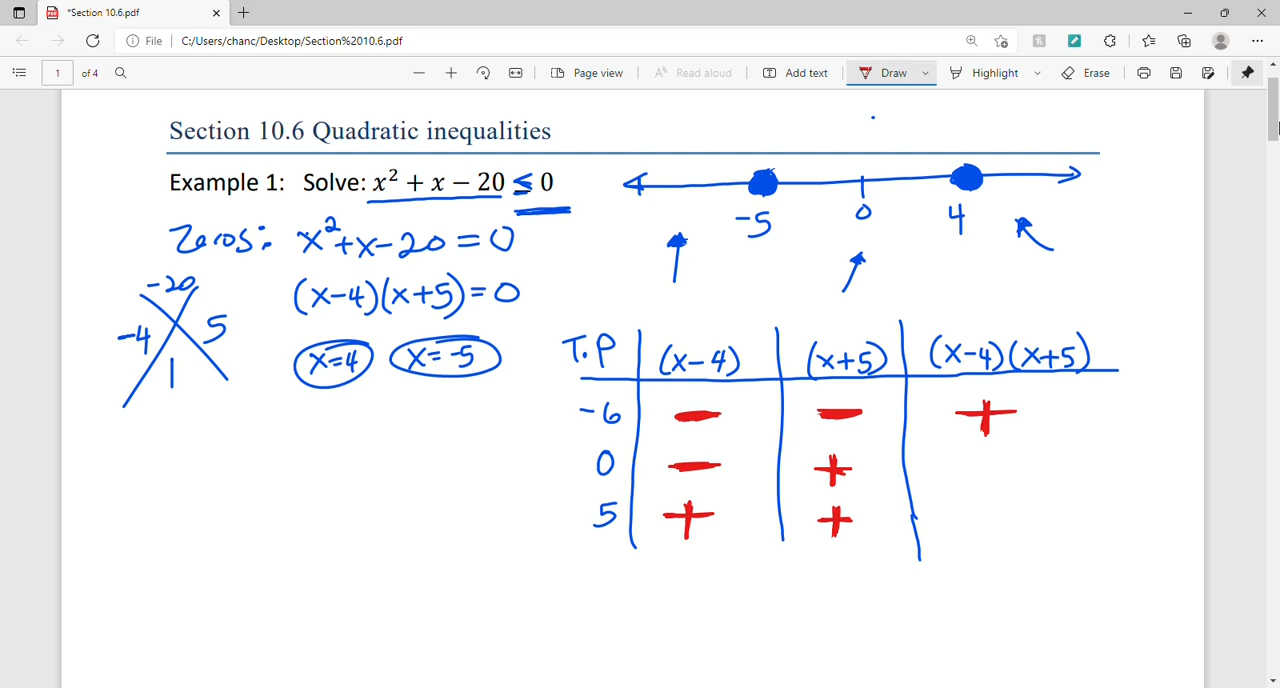 *Section 10.6.pdf
File C:/Users/chanc/Desktop/Section%2010.6.pdf
1 of 4 Page view Read aloud Add text Draw Highlight Erase
Section 10.6 Quadratic inequalities
Example 1: Solve: x² + x − 20 ≤ 0
-5 0 4
Zeros: x²+x-20=0
(x-4)(x+5)=0
-20
-4 5
1
x=4 x=-5
T.P (x-4) (x+5) (x-4)(x+5)
-6 - - +
0 - +
5 + +